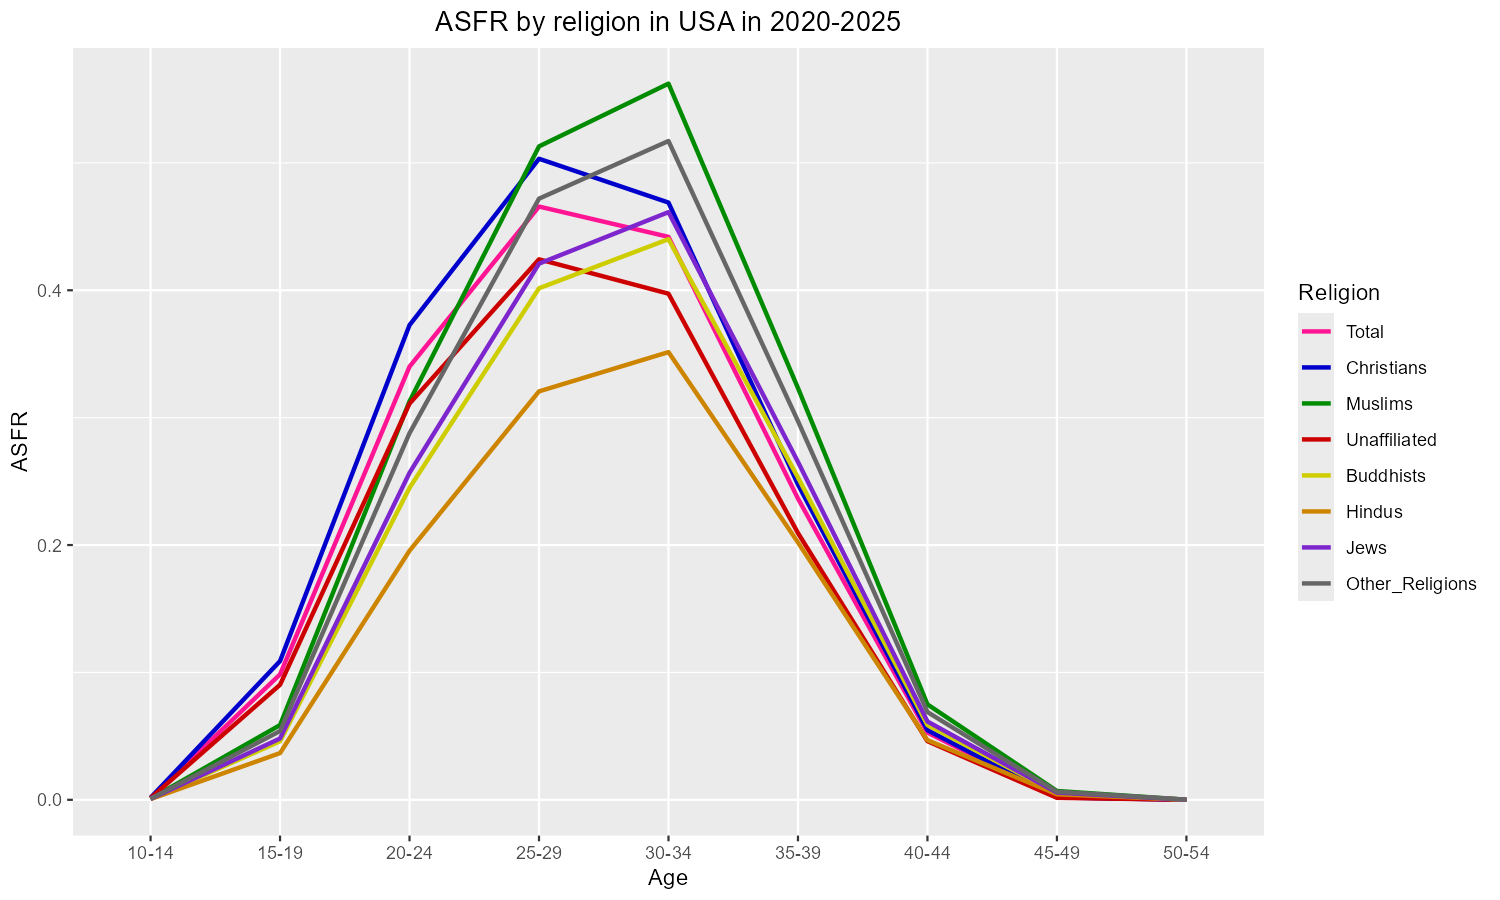 ASFR by religion in USA in 2020-2025
ASFR
0.4
0.2
0.0
10-14 15-19 20-24 25-29 30-34 35-39 40-44 45-49 50-54
Age
Religion
Total
Christians
Muslims
Unaffiliated
Buddhists
Hindus
Jews
Other_Religions